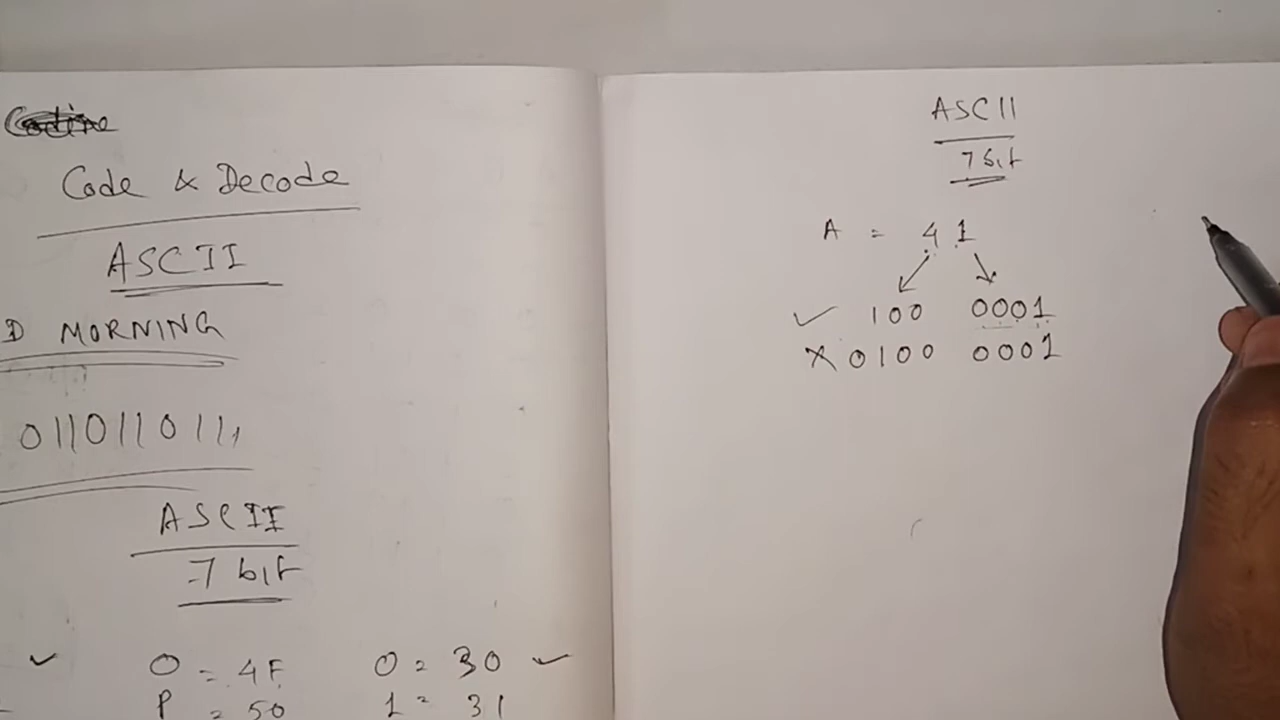 Code & Decode
ASCII
D MORNING
0110110111
ASCII
7 bit
O = 4F
0 = 30
P = 50
1 = 31
ASCII
7 bit
A = 41
100 0001
0100 0001